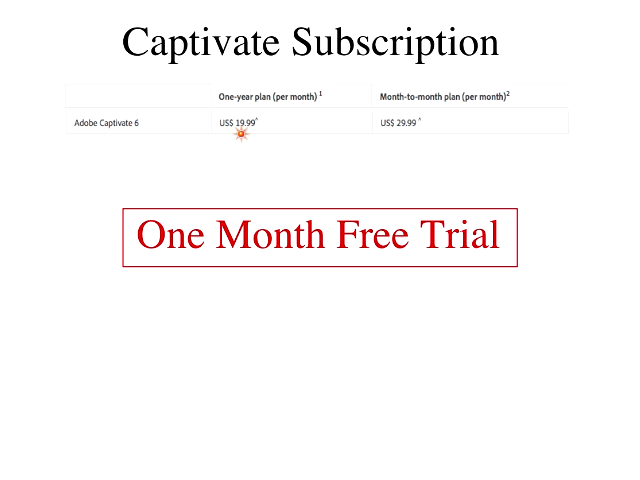 Captivate Subscription
One-year plan (per month) 1 Month-to-month plan (per month)2
Adobe Captivate 6 US$ 19.99^ US$ 29.99 ^
One Month Free Trial